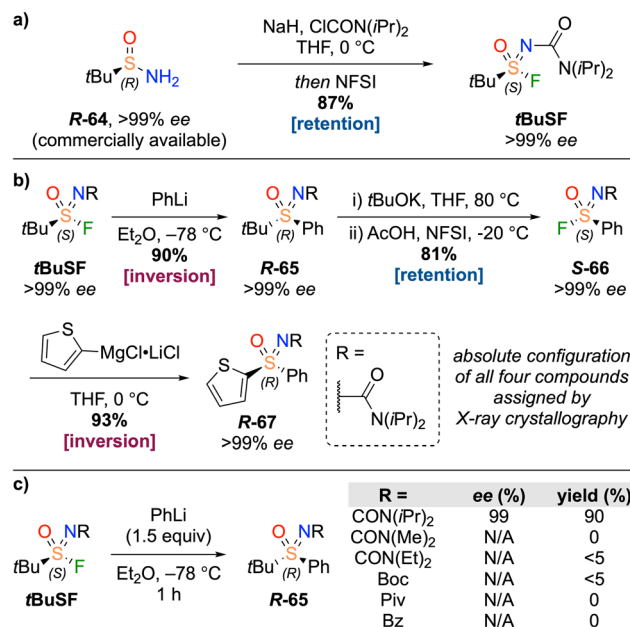 a)
O
S
tBu
(R)
NH2
R-64, >99% ee
(commercially available)
NaH, ClCON(iPr)2
THF, 0 °C
then NFSI
87%
[retention]
O
O
N
S
tBu
(S)
F
N(iPr)2
tBuSF
>99% ee
b)
O
NR
S
tBu
(S)
F
tBuSF
>99% ee
PhLi
Et2O, –78 °C
90%
[inversion]
O
NR
S
tBu
(R)
Ph
R-65
>99% ee
i) tBuOK, THF, 80 °C
ii) AcOH, NFSI, -20 °C
81%
[retention]
O
NR
S
F
(S)
Ph
S-66
>99% ee
S
MgCl•LiCl
THF, 0 °C
93%
[inversion]
O
NR
S
S
(R)
Ph
R-67
>99% ee
R =
O
N(iPr)2
absolute configuration
of all four compounds
assigned by
X-ray crystallography
c)
O
NR
S
tBu
(S)
F
tBuSF
PhLi
(1.5 equiv)
Et2O, –78 °C
1 h
O
NR
S
tBu
(R)
Ph
R-65
R = ee (%) yield (%)
CON(iPr)2 99 90
CON(Me)2 N/A 0
CON(Et)2 N/A <5
Boc N/A <5
Piv N/A 0
Bz N/A 0